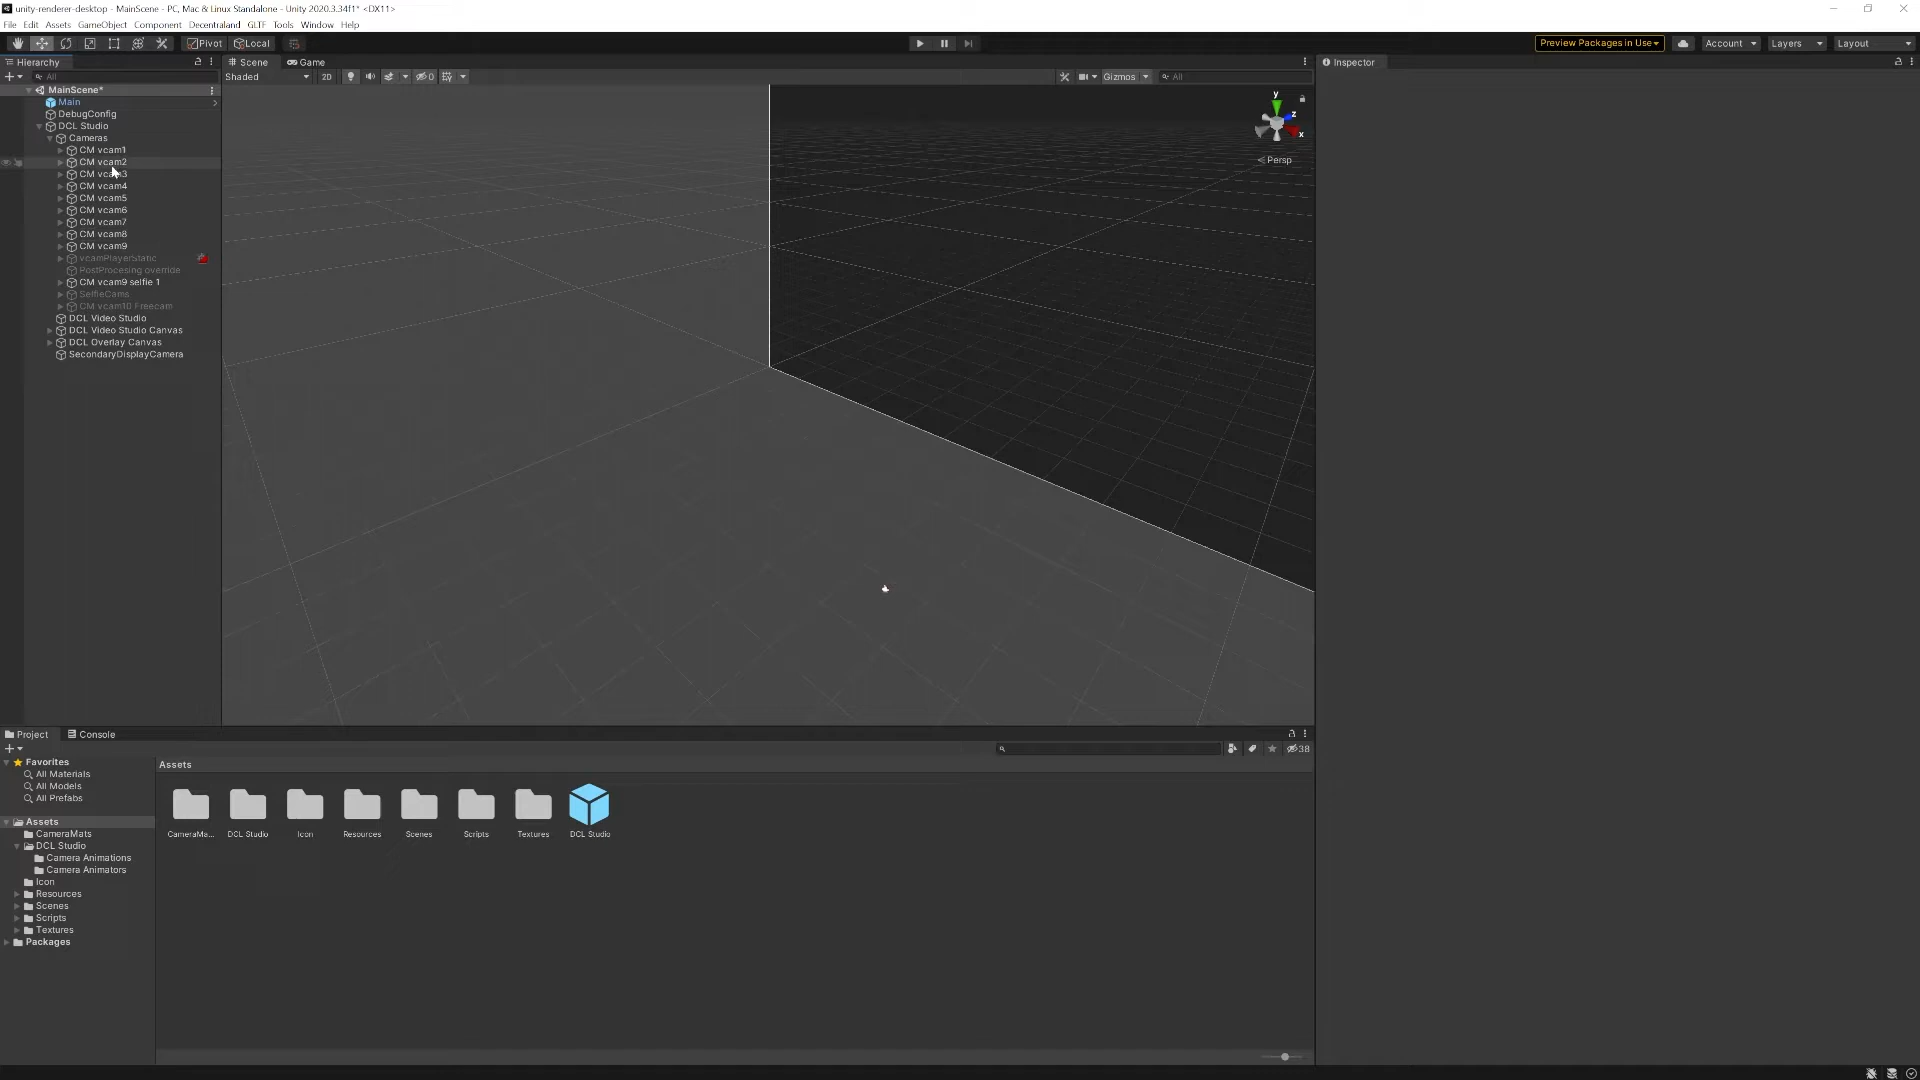 unity-renderer-desktop - MainScene - PC, Mac & Linux Standalone - Unity 2020.3.34f1* <DX11>
File Edit Assets GameObject Component Decentraland GLTF Tools Window Help
Pivot Local Preview Packages in Use Account Layers Layout
Hierarchy Scene Game Inspector
All Shaded 2D 0 Gizmos All
MainScene*
Main
DebugConfig
DCL Studio
Cameras
CM vcam1
CM vcam2
CM vcam3
CM vcam4
CM vcam5
CM vcam6
CM vcam7
CM vcam8
CM vcam9
vcamPlayerStatic
PostProcesing override
CM vcam9 selfie 1
SelfieCams
CM vcam10 Freecam
DCL Video Studio
DCL Video Studio Canvas
DCL Overlay Canvas
SecondaryDisplayCamera
y
z
x
Persp
Project Console
38
Favorites
All Materials
All Models
All Prefabs
Assets
CameraMats
DCL Studio
Camera Animations
Camera Animators
Icon
Resources
Scenes
Scripts
Textures
Packages
Assets
CameraMa... DCL Studio Icon Resources Scenes Scripts Textures DCL Studio